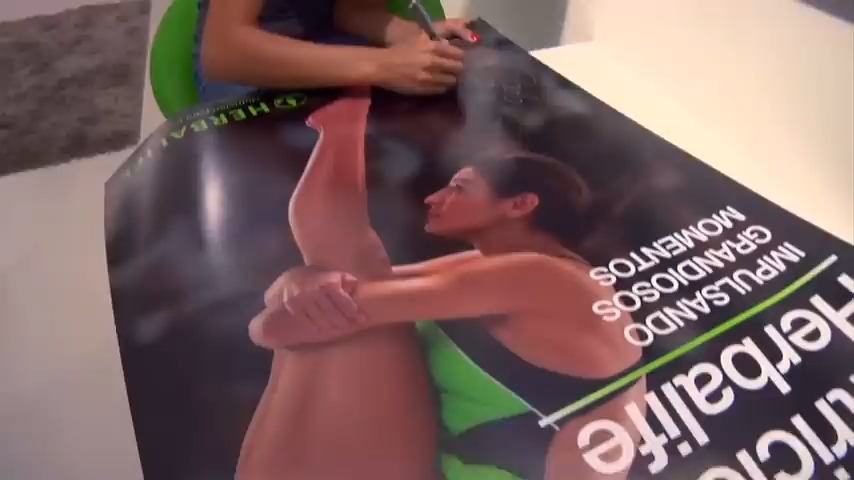 HERBALIFE
IMPULSANDO
GRANDIOSOS
MOMENTOS
Herbalife